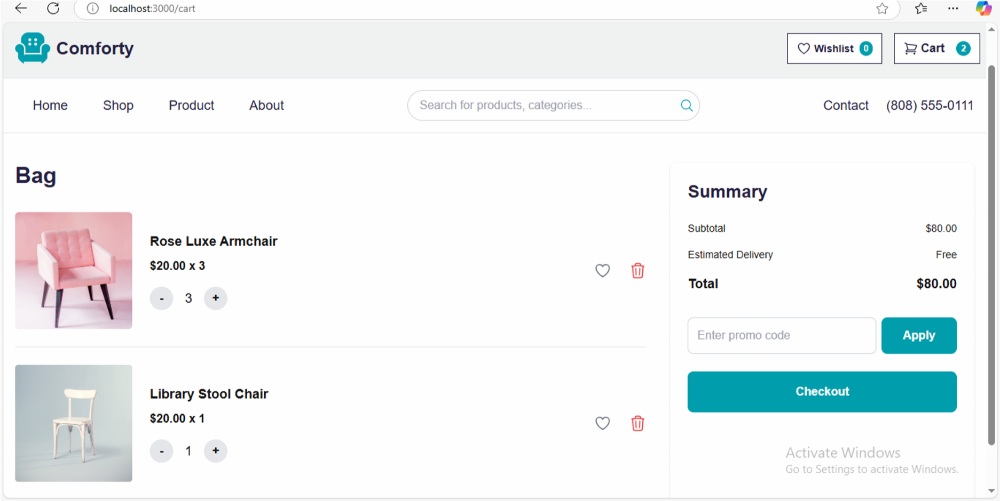 localhost:3000/cart
Comforty
Wishlist 0
Cart 2
Home Shop Product About
Search for products, categories...
Contact (808) 555-0111
Bag
Rose Luxe Armchair
$20.00 x 3
- 3 +
Library Stool Chair
$20.00 x 1
- 1 +
Summary
Subtotal $80.00
Estimated Delivery Free
Total $80.00
Enter promo code Apply
Checkout
Activate Windows
Go to Settings to activate Windows.